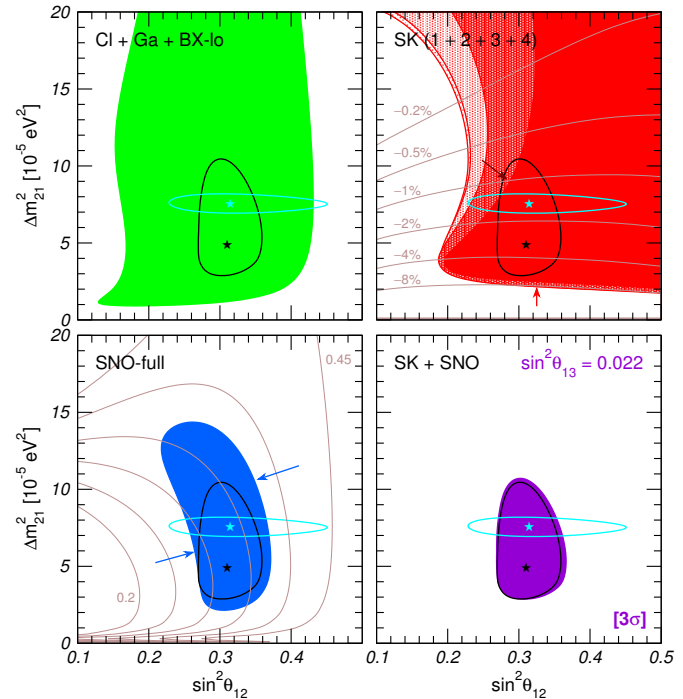 20
15
10
5
0
Δm²₂₁ [10⁻⁵ eV²]
Cl + Ga + BX-lo
SK (1 + 2 + 3 + 4)
−0.2%
−0.5%
−1%
−2%
−4%
−8%
20
15
10
5
0
Δm²₂₁ [10⁻⁵ eV²]
SNO-full
0.45
0.2
0.1
0.2
0.3
0.4
sin²θ₁₂
SK + SNO
sin²θ₁₃ = 0.022
[3σ]
0.1
0.2
0.3
0.4
0.5
sin²θ₁₂